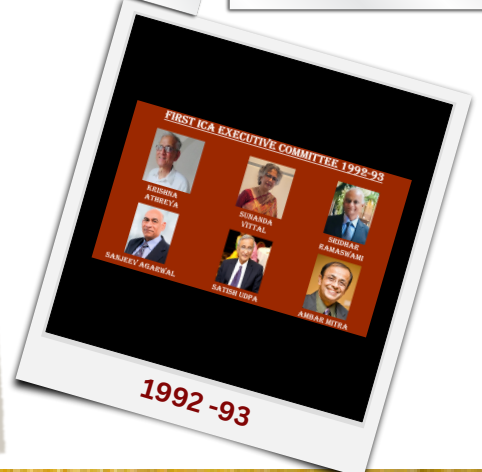 FIRST ICA EXECUTIVE COMMITTEE 1992-93
KRISHNA
ATHREYA
SUNANDA
VITTAL
SRIDHAR
RAMASWAMI
SANJEEV AGARWAL
SATISH UDPA
AMBAR MITRA
1992 -93